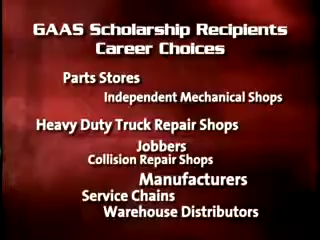 GAAS Scholarship Recipients
Career Choices
Parts Stores
Independent Mechanical Shops
Heavy Duty Truck Repair Shops
Jobbers
Collision Repair Shops
Manufacturers
Service Chains
Warehouse Distributors